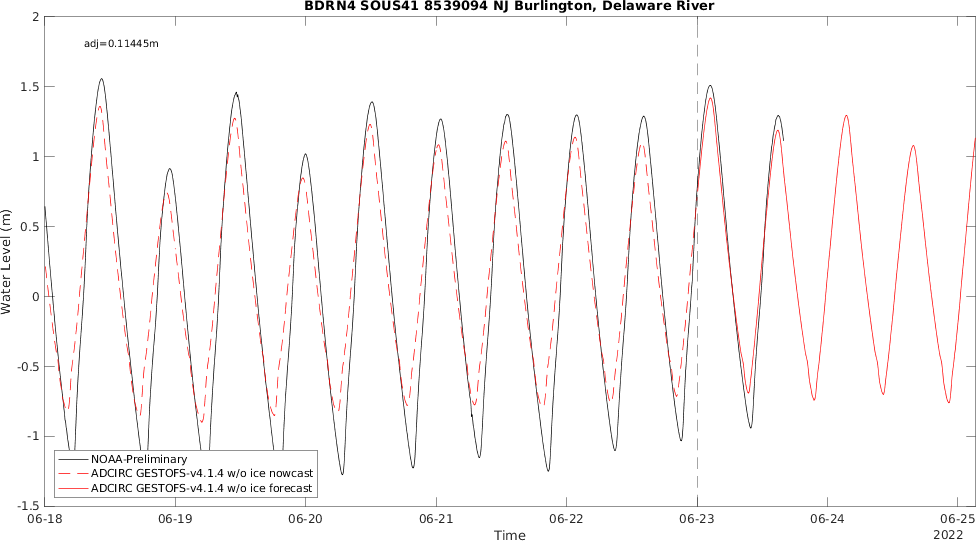 BDRN4 SOUS41 8539094 NJ Burlington, Delaware River
adj=0.11445m
2
1.5
1
0.5
0
-0.5
-1
-1.5
Water Level (m)
NOAA-Preliminary
ADCIRC GESTOFS-v4.1.4 w/o ice nowcast
ADCIRC GESTOFS-v4.1.4 w/o ice forecast
06-18 06-19 06-20 06-21 06-22 06-23 06-24 06-25
Time
2022